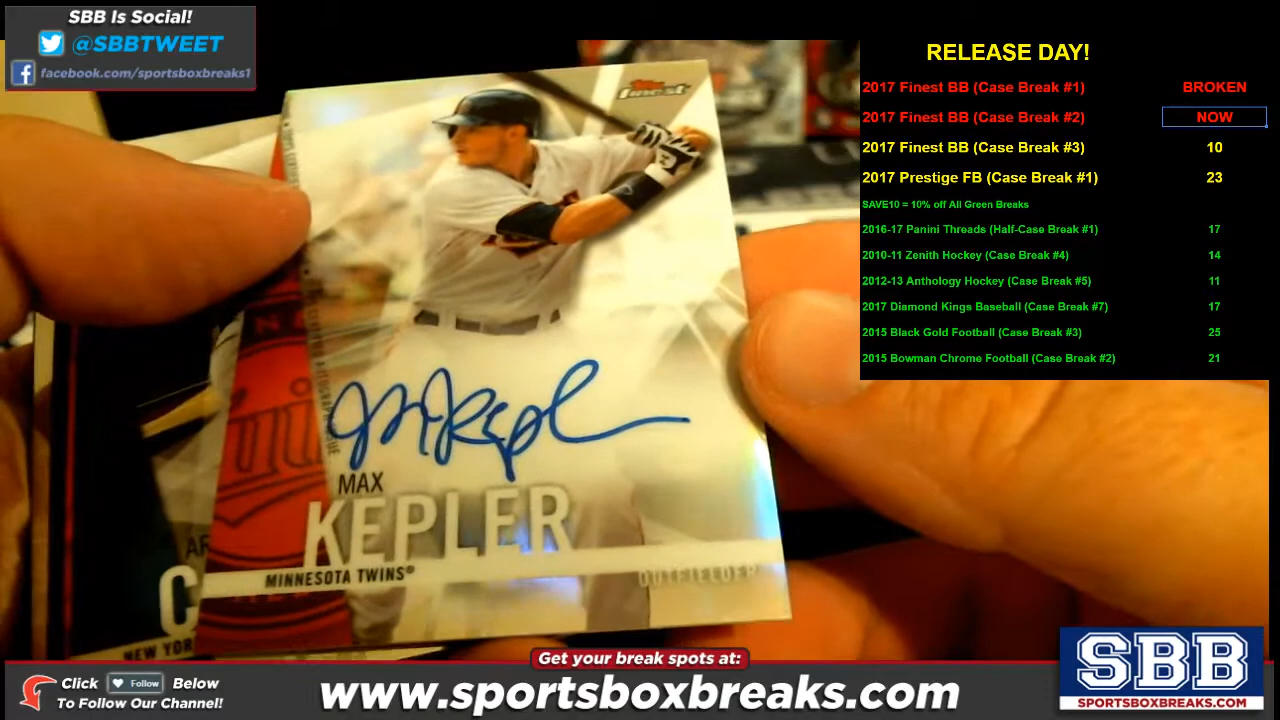 SBB Is Social!
@SBBTWEET
facebook.com/sportsboxbreaks1
RELEASE DAY!
2017 Finest BB (Case Break #1) BROKEN
2017 Finest BB (Case Break #2) NOW
2017 Finest BB (Case Break #3) 10
2017 Prestige FB (Case Break #1) 23
SAVE10 = 10% off All Green Breaks
2016-17 Panini Threads (Half-Case Break #1) 17
2010-11 Zenith Hockey (Case Break #4) 14
2012-13 Anthology Hockey (Case Break #5) 11
2017 Diamond Kings Baseball (Case Break #7) 17
2015 Black Gold Football (Case Break #3) 25
2015 Bowman Chrome Football (Case Break #2) 21
Topps
finest
MAX
KEPLER
MINNESOTA TWINS®
OUTFIELDER
AR
C
NEW YOR
Get your break spots at:
Click Follow Below
To Follow Our Channel!
www.sportsboxbreaks.com
SBB
SPORTSBOXBREAKS.COM